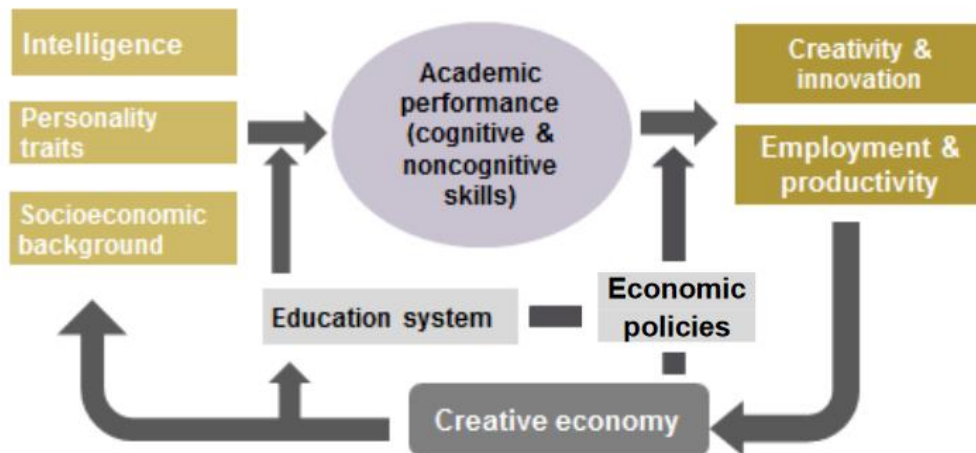 Intelligence
Personality
traits
Socioeconomic
background
Academic
performance
(cognitive &
noncognitive
skills)
Creativity &
innovation
Employment &
productivity
Education system
Economic
policies
Creative economy